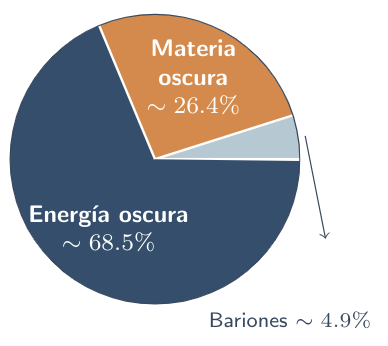 Materia
oscura
∼ 26.4%
Energía oscura
∼ 68.5%
Bariones ∼ 4.9%